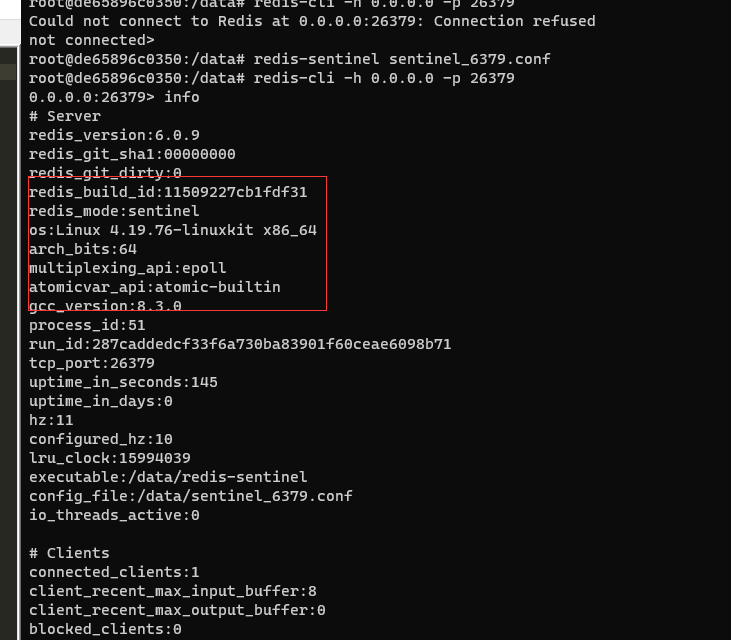 root@de65896c0350:/data# redis-cli -h 0.0.0.0 -p 26379
Could not connect to Redis at 0.0.0.0:26379: Connection refused
not connected>
root@de65896c0350:/data# redis-sentinel sentinel_6379.conf
root@de65896c0350:/data# redis-cli -h 0.0.0.0 -p 26379
0.0.0.0:26379> info
# Server
redis_version:6.0.9
redis_git_sha1:00000000
redis_git_dirty:0
redis_build_id:11509227cb1fdf31
redis_mode:sentinel
os:Linux 4.19.76-linuxkit x86_64
arch_bits:64
multiplexing_api:epoll
atomicvar_api:atomic-builtin
gcc_version:8.3.0
process_id:51
run_id:287caddedcf33f6a730ba83901f60ceae6098b71
tcp_port:26379
uptime_in_seconds:145
uptime_in_days:0
hz:11
configured_hz:10
lru_clock:15994039
executable:/data/redis-sentinel
config_file:/data/sentinel_6379.conf
io_threads_active:0
# Clients
connected_clients:1
client_recent_max_input_buffer:8
client_recent_max_output_buffer:0
blocked_clients:0